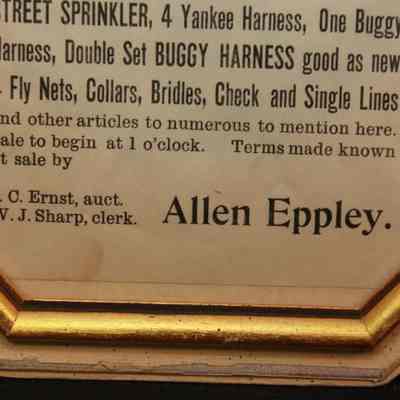 STREET SPRINKLER, 4 Yankee Harness, One Buggy
Harness, Double Set BUGGY HARNESS good as new
Fly Nets, Collars, Bridles, Check and Single Lines
and other articles to numerous to mention here.
ale to begin at 1 o'clock. Terms made known
t sale by
. C. Ernst, auct.
W. J. Sharp, clerk.
Allen Eppley.